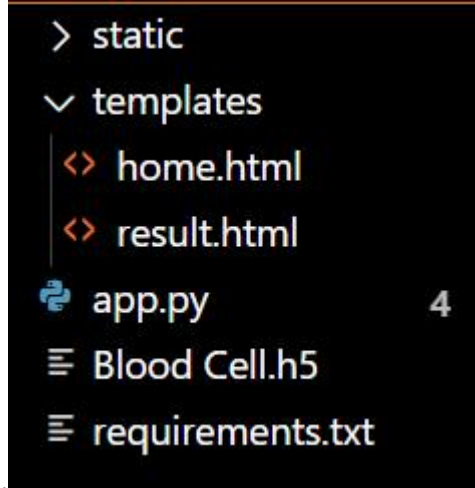 static
templates
home.html
result.html
app.py 4
Blood Cell.h5
requirements.txt